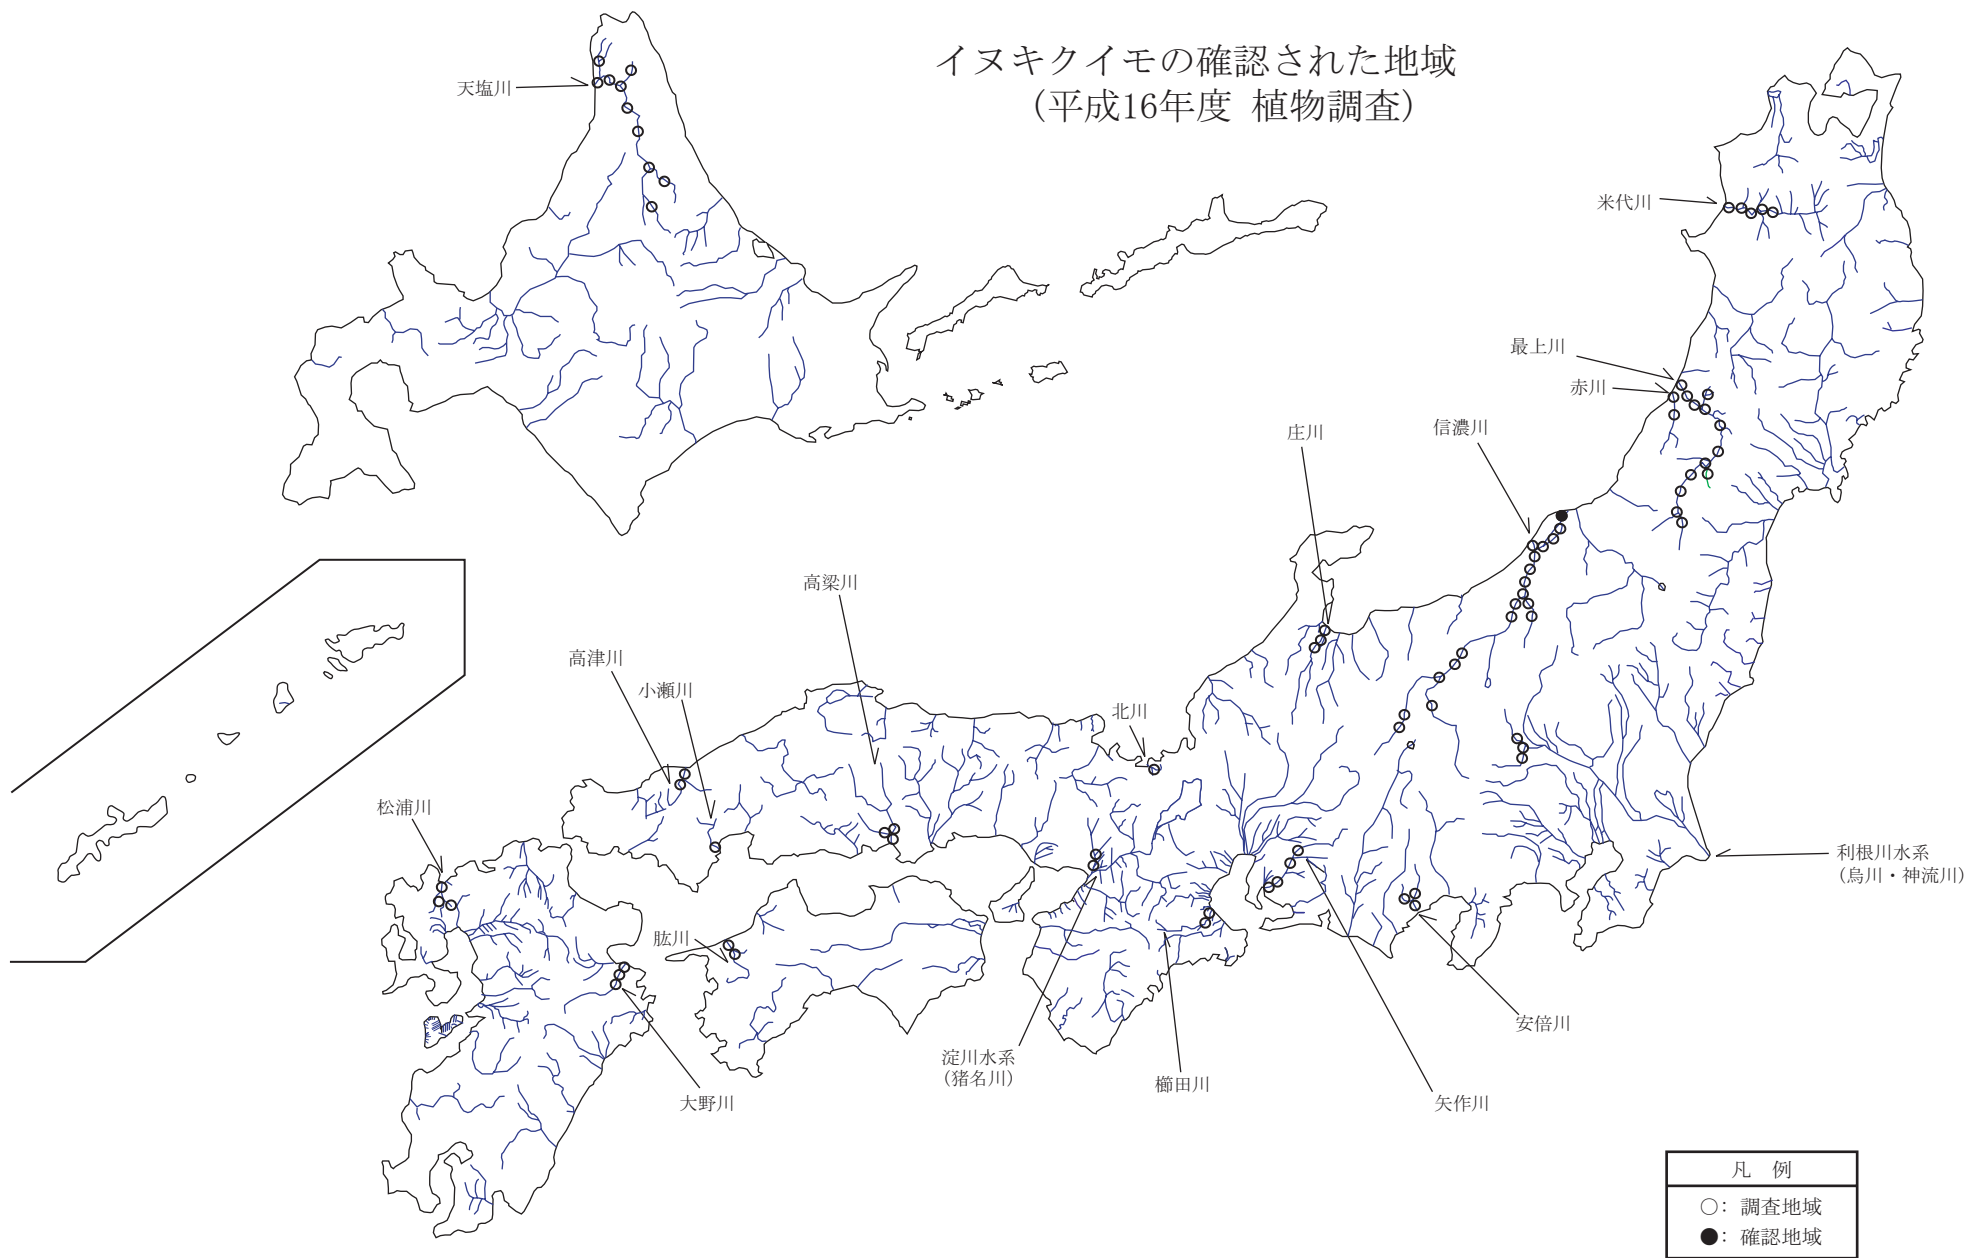 イヌキクイモの確認された地域
(平成16年度 植物調査)
天塩川
米代川
最上川
赤川
信濃川
庄川
高梁川
高津川
小瀬川
北川
松浦川
利根川水系
(烏川・神流川)
肱川
安倍川
淀川水系
(猪名川)
櫛田川
矢作川
大野川
凡 例
○: 調査地域
●: 確認地域